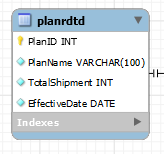 planrdtd
PlanID INT
PlanName VARCHAR(100)
TotalShipment INT
EffectiveDate DATE
Indexes